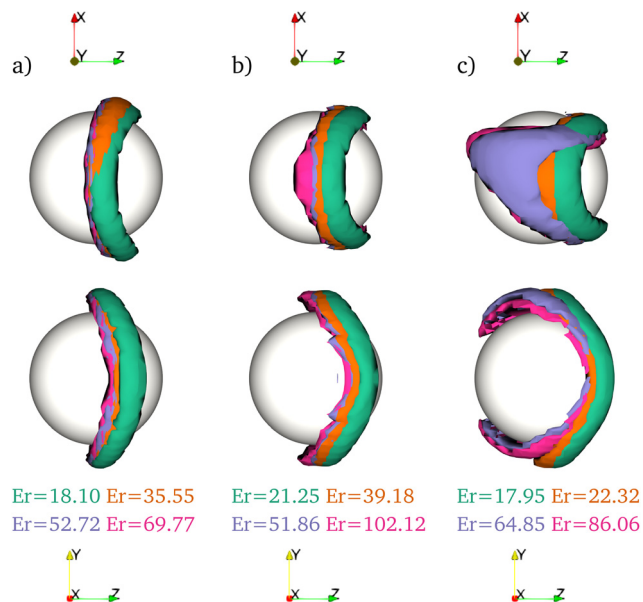 X X X
a) Y Z b) Y Z c) Y Z
Er=18.10 Er=35.55 Er=21.25 Er=39.18 Er=17.95 Er=22.32
Er=52.72 Er=69.77 Er=51.86 Er=102.12 Er=64.85 Er=86.06
Y Y Y
X Z X Z X Z